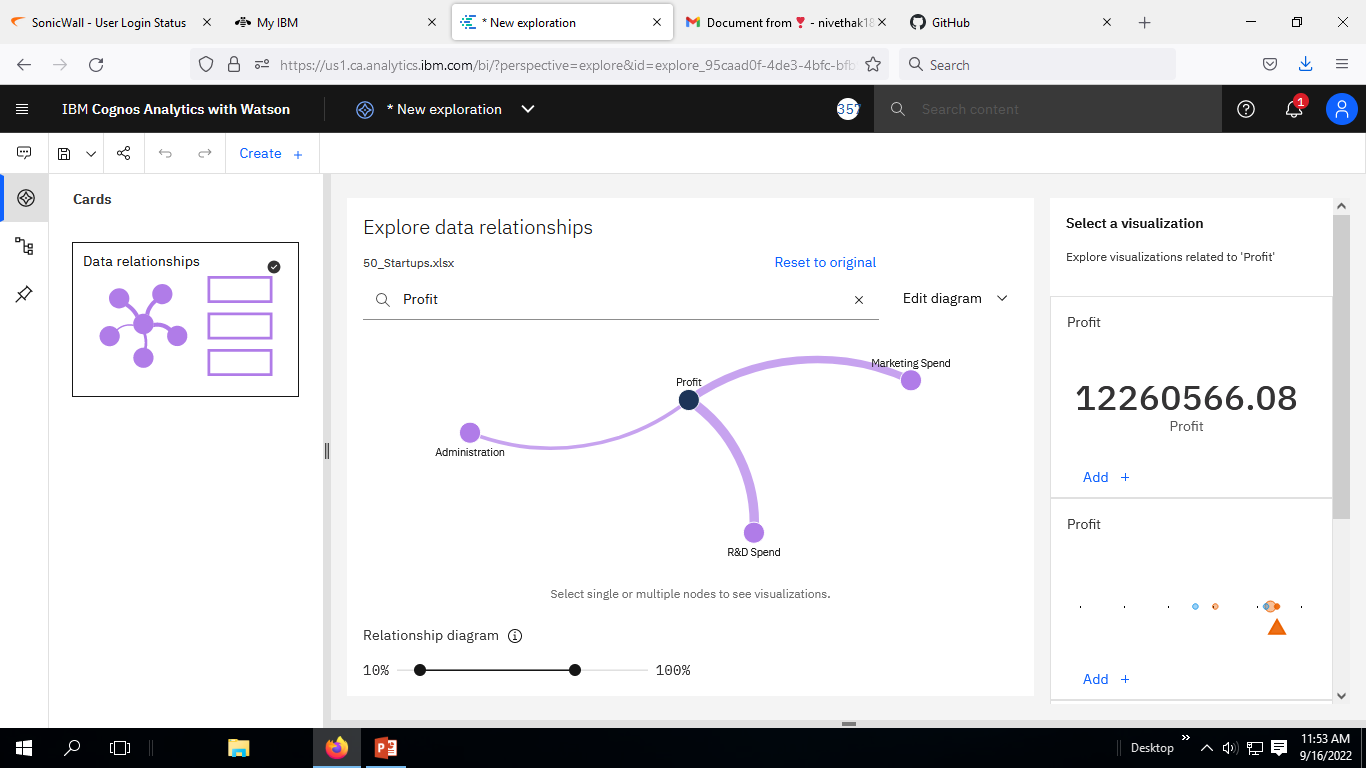 SonicWall - User Login Status
My IBM
* New exploration
Document from❣ - nivethak18
GitHub
https://us1.ca.analytics.ibm.com/bi/?perspective=explore&id=explore_95caad0f-4de3-4bfc-bfb
Search
IBM Cognos Analytics with Watson
* New exploration
357
Search content
1
Create +
Cards
Data relationships
Explore data relationships
50_Startups.xlsx
Reset to original
Profit
Edit diagram
Marketing Spend
Profit
Administration
R&D Spend
Select single or multiple nodes to see visualizations.
Relationship diagram
10%
100%
Select a visualization
Explore visualizations related to 'Profit'
Profit
12260566.08
Profit
Add +
Profit
Add +
Desktop
11:53 AM
9/16/2022